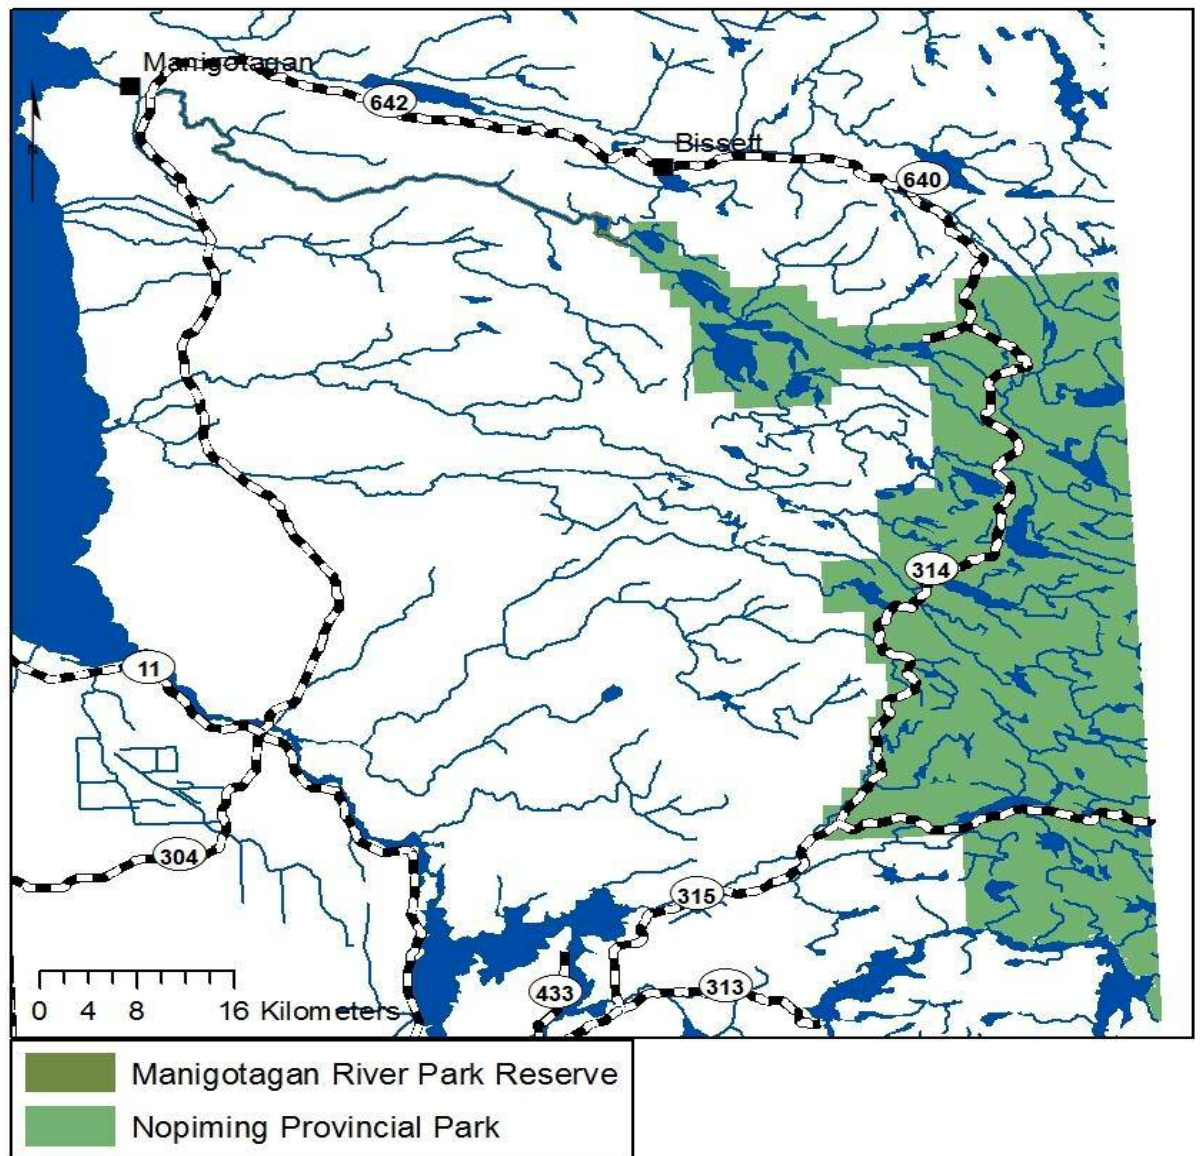 Manigotagan
642
Bissett
640
N
314
11
304
315
433
313
0 4 8 16 Kilometers
Manigotagan River Park Reserve
Nopiming Provincial Park